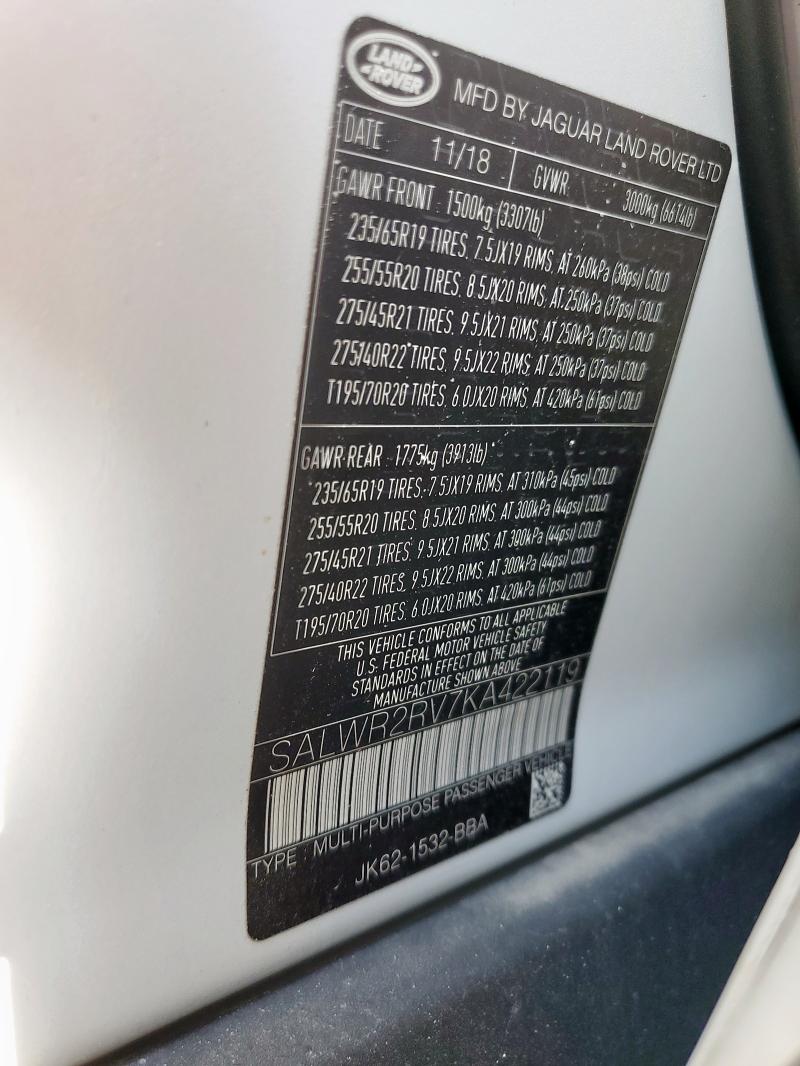 LAND
ROVER
MFD BY JAGUAR LAND ROVER LTD
DATE 11/18 GVWR 3000kg (6614lb)
GAWR FRONT 1500kg (3307lb)
235/65R19 TIRES, 7.5JX19 RIMS, AT 260kPa (38psi) COLD
255/55R20 TIRES, 8.5JX20 RIMS, AT 250kPa (37psi) COLD
275/45R21 TIRES, 9.5JX21 RIMS, AT 250kPa (37psi) COLD
275/40R22 TIRES, 9.5JX22 RIMS, AT 250kPa (37psi) COLD
T195/70R20 TIRES, 6.0JX20 RIMS, AT 420kPa (61psi) COLD
GAWR REAR 1775kg (3913lb)
235/65R19 TIRES, 7.5JX19 RIMS, AT 310kPa (45psi) COLD
255/55R20 TIRES, 8.5JX20 RIMS, AT 300kPa (44psi) COLD
275/45R21 TIRES, 9.5JX21 RIMS, AT 300kPa (44psi) COLD
275/40R22 TIRES, 9.5JX22 RIMS, AT 300kPa (44psi) COLD
T195/70R20 TIRES, 6.0JX20 RIMS, AT 420kPa (61psi) COLD
THIS VEHICLE CONFORMS TO ALL APPLICABLE
U.S. FEDERAL MOTOR VEHICLE SAFETY
STANDARDS IN EFFECT ON THE DATE OF
MANUFACTURE SHOWN ABOVE
SALWR2RV7KA422119
TYPE : MULTI-PURPOSE PASSENGER VEHICLE
JK62-1532-BBA